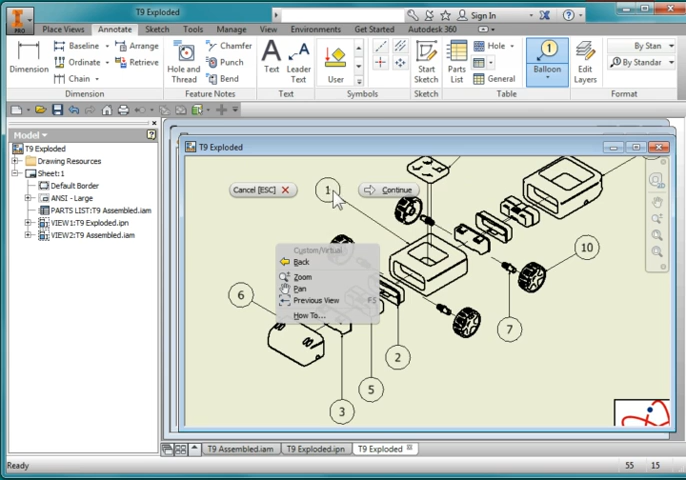 T9 Exploded
Sign In
PRO
Place Views Annotate Sketch Tools Manage View Environments Get Started Autodesk 360
Baseline Arrange
Ordinate Retrieve
Chain
Dimension
Dimension
Hole and Thread
Chamfer
Punch
Bend
Feature Notes
Text
Leader Text
Text
User
Symbols
Start Sketch
Sketch
Parts List
Hole
General
Table
Balloon
Edit Layers
By Stan
By Standar
Format
Model
T9 Exploded
Drawing Resources
Sheet:1
Default Border
ANSI - Large
PARTS LIST:T9 Assembled.iam
VIEW1:T9 Exploded.ipn
VIEW2:T9 Assembled.iam
T9 Exploded
Cancel [ESC]
1
Continue
Custom/Virtual
Back
Zoom
Pan
Previous View F5
How To...
10
6
7
2
5
3
T9 Assembled.iam T9 Exploded.ipn T9 Exploded
Ready
55 15